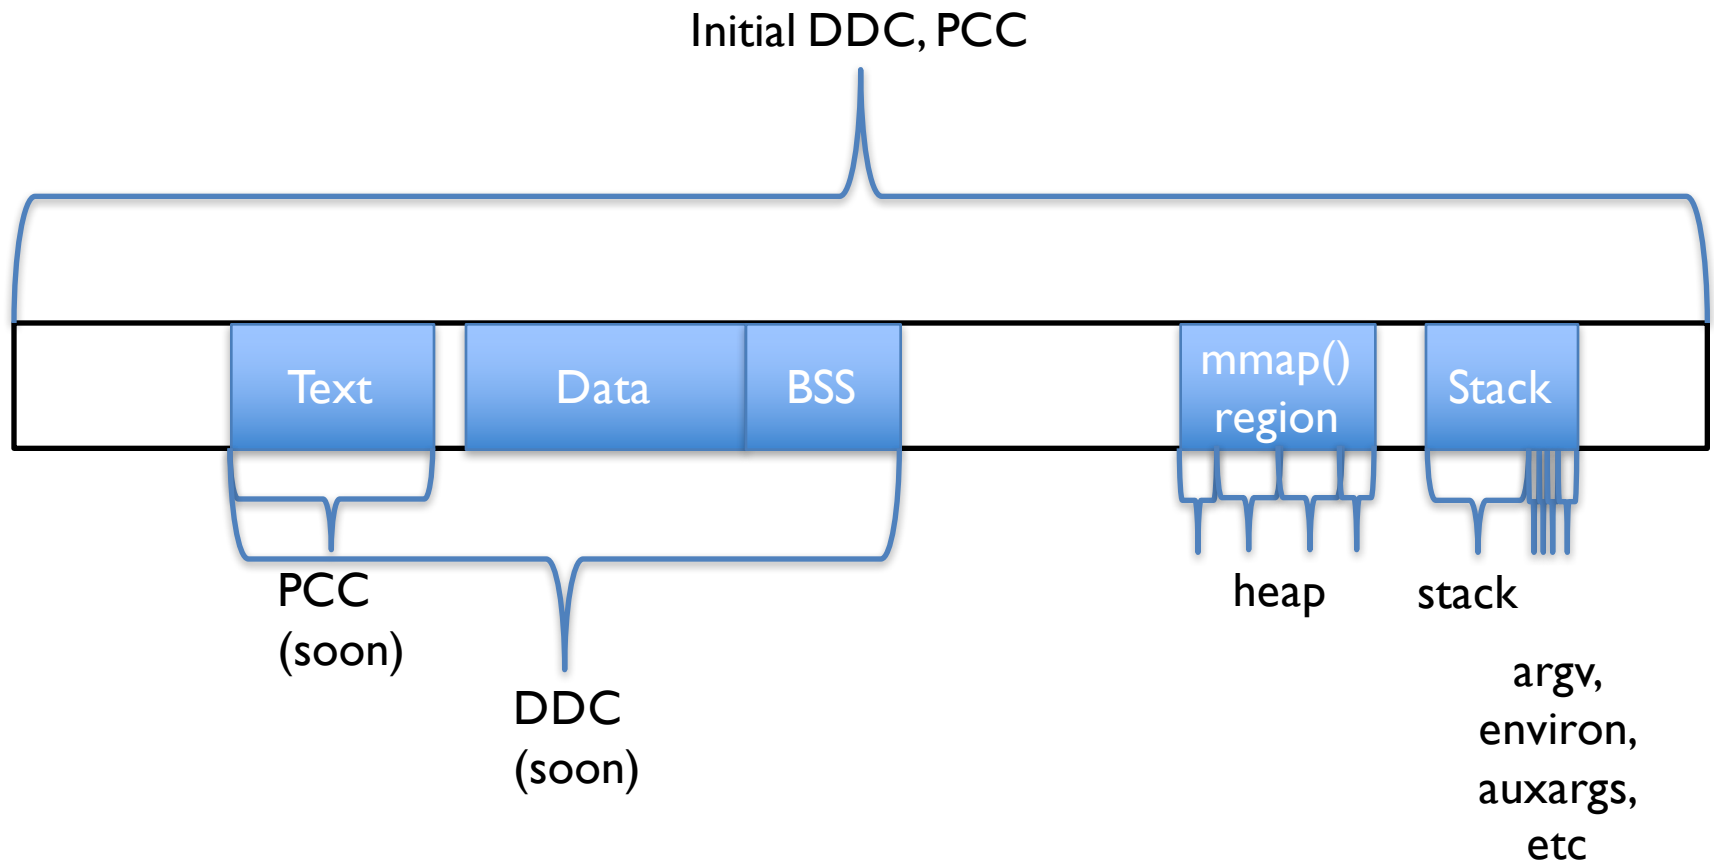 Initial DDC, PCC
Text
Data
BSS
mmap()
region
Stack
PCC
(soon)
DDC
(soon)
heap
stack
argv,
environ,
auxargs,
etc